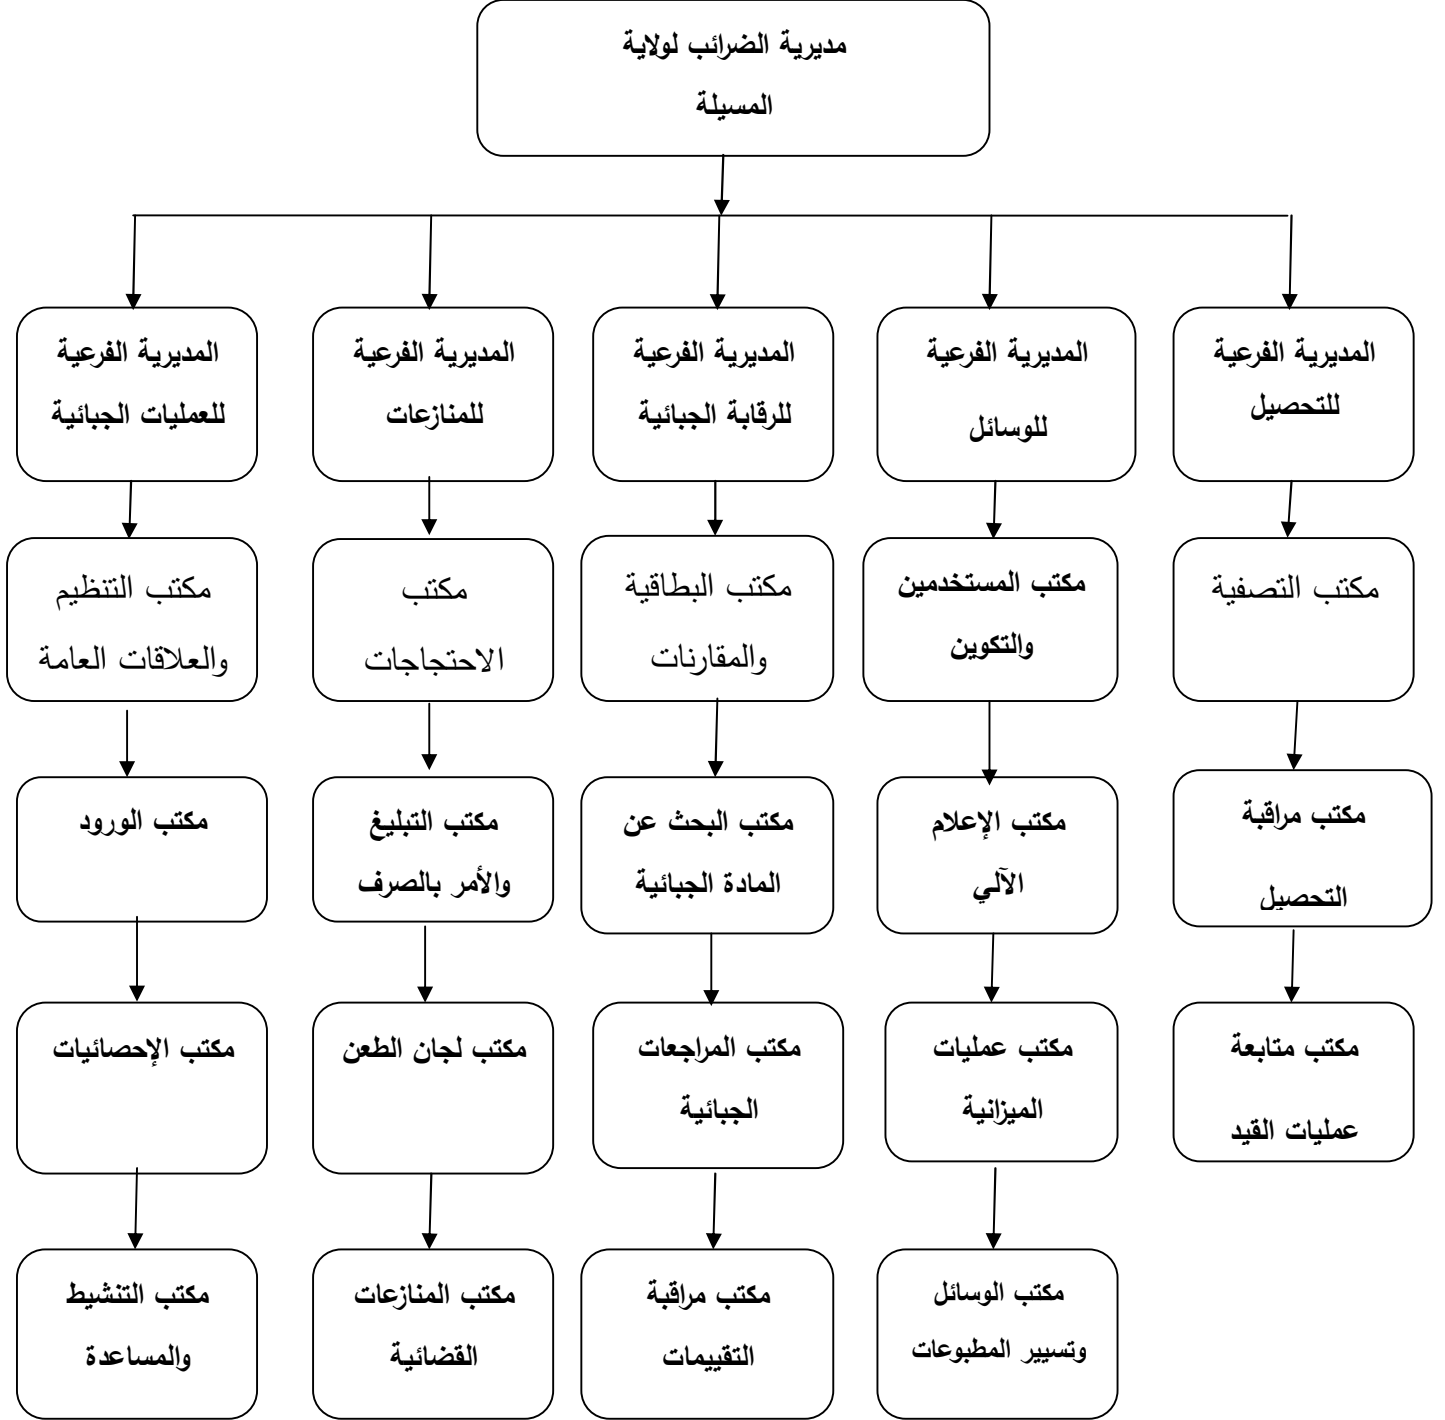 مديرية الضرائب لولاية
المسيلة
المديرية الفرعية
للتحصيل
المديرية الفرعية
للوسائل
المديرية الفرعية
للرقابة الجبائية
المديرية الفرعية
للمنازعات
المديرية الفرعية
للعمليات الجبائية
مكتب التصفية
مكتب المستخدمين
والتكوين
مكتب البطاقية
والمقارنات
مكتب
الاحتجاجات
مكتب التنظيم
والعلاقات العامة
مكتب مراقبة
التحصيل
مكتب الإعلام
الآلي
مكتب البحث عن
المادة الجبائية
مكتب التبليغ
والأمر بالصرف
مكتب الورود
مكتب متابعة
عمليات القيد
مكتب عمليات
الميزانية
مكتب المراجعات
الجبائية
مكتب لجان الطعن
مكتب الإحصائيات
مكتب الوسائل
وتسيير المطبوعات
مكتب مراقبة
التقييمات
مكتب المنازعات
القضائية
مكتب التنشيط
والمساعدة